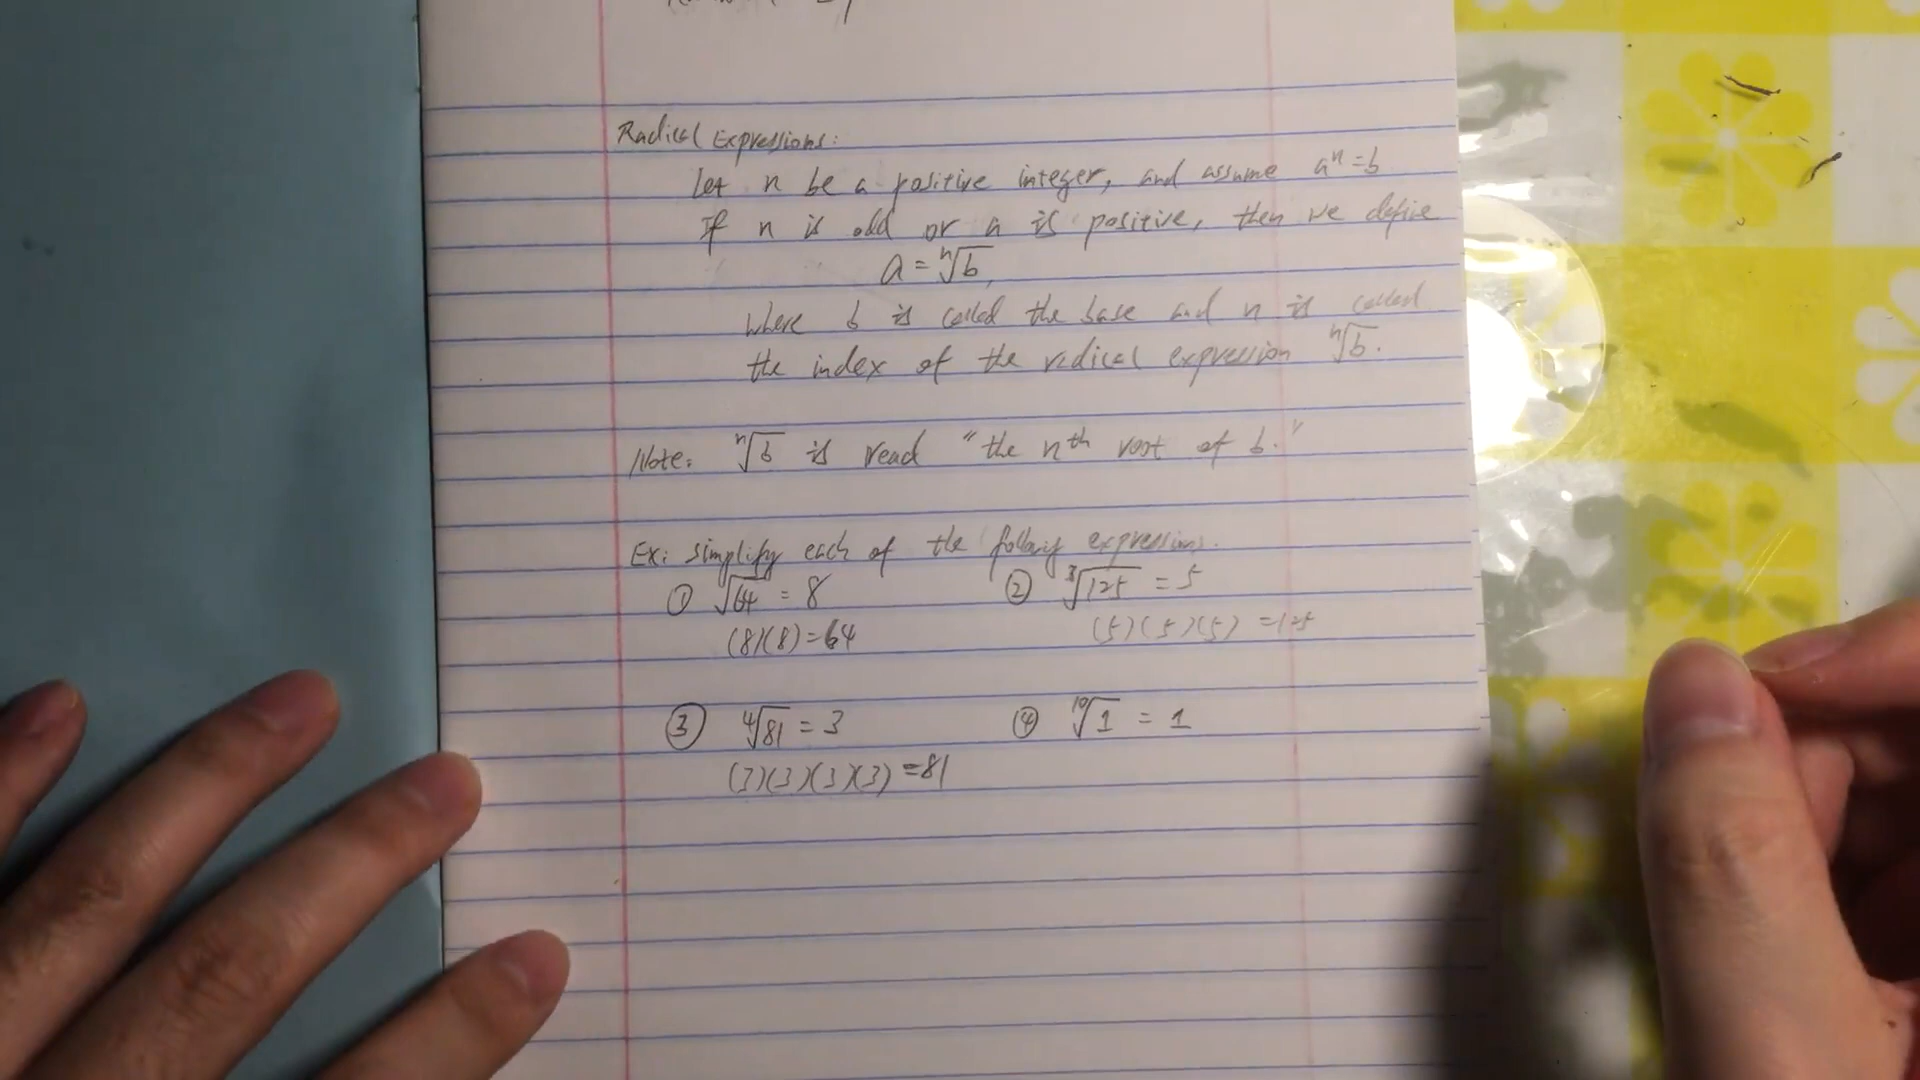 Radical Expressions:
Let n be a positive integer, and assume aⁿ=b
If n is odd or a is positive, then we define
a = ⁿ√b,
where b is called the base and n is called
the index of the radical expression ⁿ√b.
Note: ⁿ√b is read "the nᵗʰ root of b."
Ex: Simplify each of the following expressions.
① √64 = 8 ② ³√125 = 5
(8)(8)=64 (5)(5)(5) =125
③ ⁴√81 = 3 ④ ¹⁰√1 = 1
(3)(3)(3)(3) =81